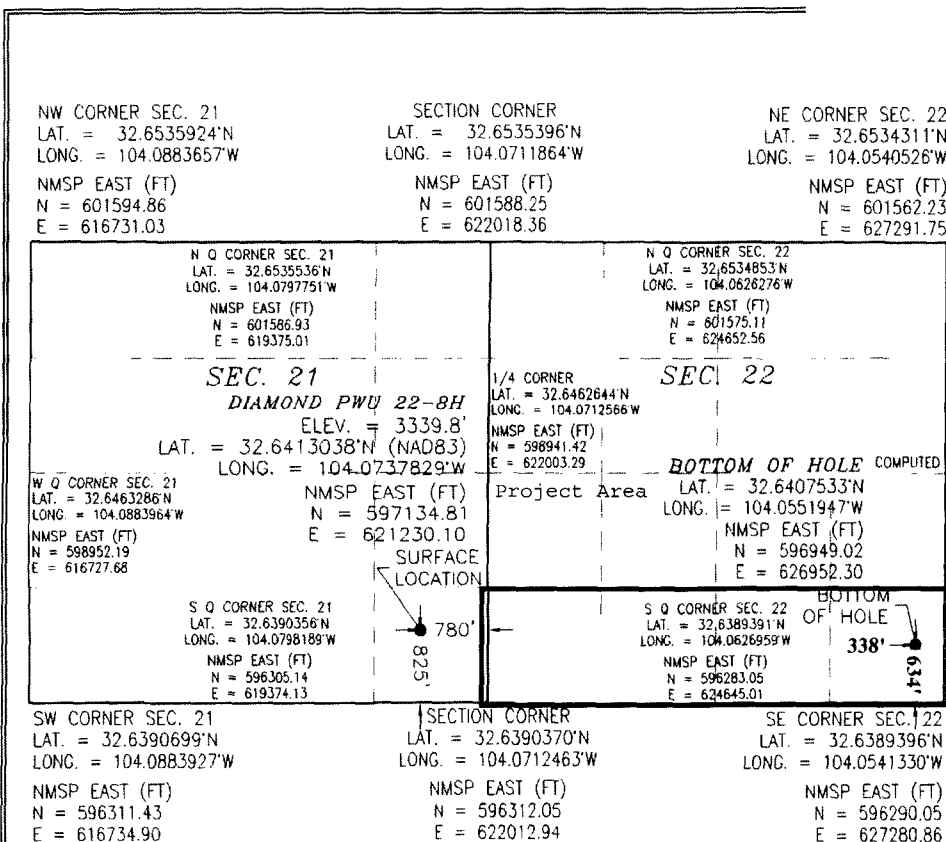 NW CORNER SEC. 21
LAT. = 32.6535924'N
LONG. = 104.0883657'W
NMSP EAST (FT)
N = 601594.86
E = 616731.03
SECTION CORNER
LAT. = 32.6535396'N
LONG. = 104.0711864'W
NMSP EAST (FT)
N = 601588.25
E = 622018.36
NE CORNER SEC. 22
LAT. = 32.6534311'N
LONG. = 104.0540526'W
NMSP EAST (FT)
N = 601562.23
E = 627291.75
N Q CORNER SEC. 21
LAT. = 32.6535536'N
LONG. = 104.0797751'W
NMSP EAST (FT)
N = 601586.93
E = 619375.01
N Q CORNER SEC. 22
LAT. = 32.6534853'N
LONG. = 104.0626276'W
NMSP EAST (FT)
N = 601575.11
E = 624652.56
SEC. 21
DIAMOND PWU 22-8H
ELEV. = 3339.8'
LAT. = 32.6413038'N (NAD83)
LONG. = 104.0737829'W
NMSP EAST (FT)
N = 597134.81
E = 621230.10
SURFACE
LOCATION
1/4 CORNER
LAT. = 32.6462644'N
LONG. = 104.0712566'W
NMSP EAST (FT)
N = 598941.42
E = 622003.29
SEC. 22
W Q CORNER SEC. 21
LAT. = 32.6463286'N
LONG. = 104.0883964'W
NMSP EAST (FT)
N = 598952.19
E = 616727.68
Project Area
BOTTOM OF HOLE COMPUTED
LAT. = 32.6407533'N
LONG. = 104.0551947'W
NMSP EAST (FT)
N = 596949.02
E = 626952.30
S Q CORNER SEC. 21
LAT. = 32.6390356'N
LONG. = 104.0798189'W
NMSP EAST (FT)
N = 596305.14
E = 619374.13
780'
825'
S Q CORNER SEC. 22
LAT. = 32.6389391'N
LONG. = 104.0626959'W
NMSP EAST (FT)
N = 596283.05
E = 624645.01
BOTTOM
OF HOLE
338'
634'
SW CORNER SEC. 21
LAT. = 32.6390699'N
LONG. = 104.0883927'W
NMSP EAST (FT)
N = 596311.43
E = 616734.90
SECTION CORNER
LAT. = 32.6390370'N
LONG. = 104.0712463'W
NMSP EAST (FT)
N = 596312.05
E = 622012.94
SE CORNER SEC. 22
LAT. = 32.6389396'N
LONG. = 104.0541330'W
NMSP EAST (FT)
N = 596290.05
E = 627280.86